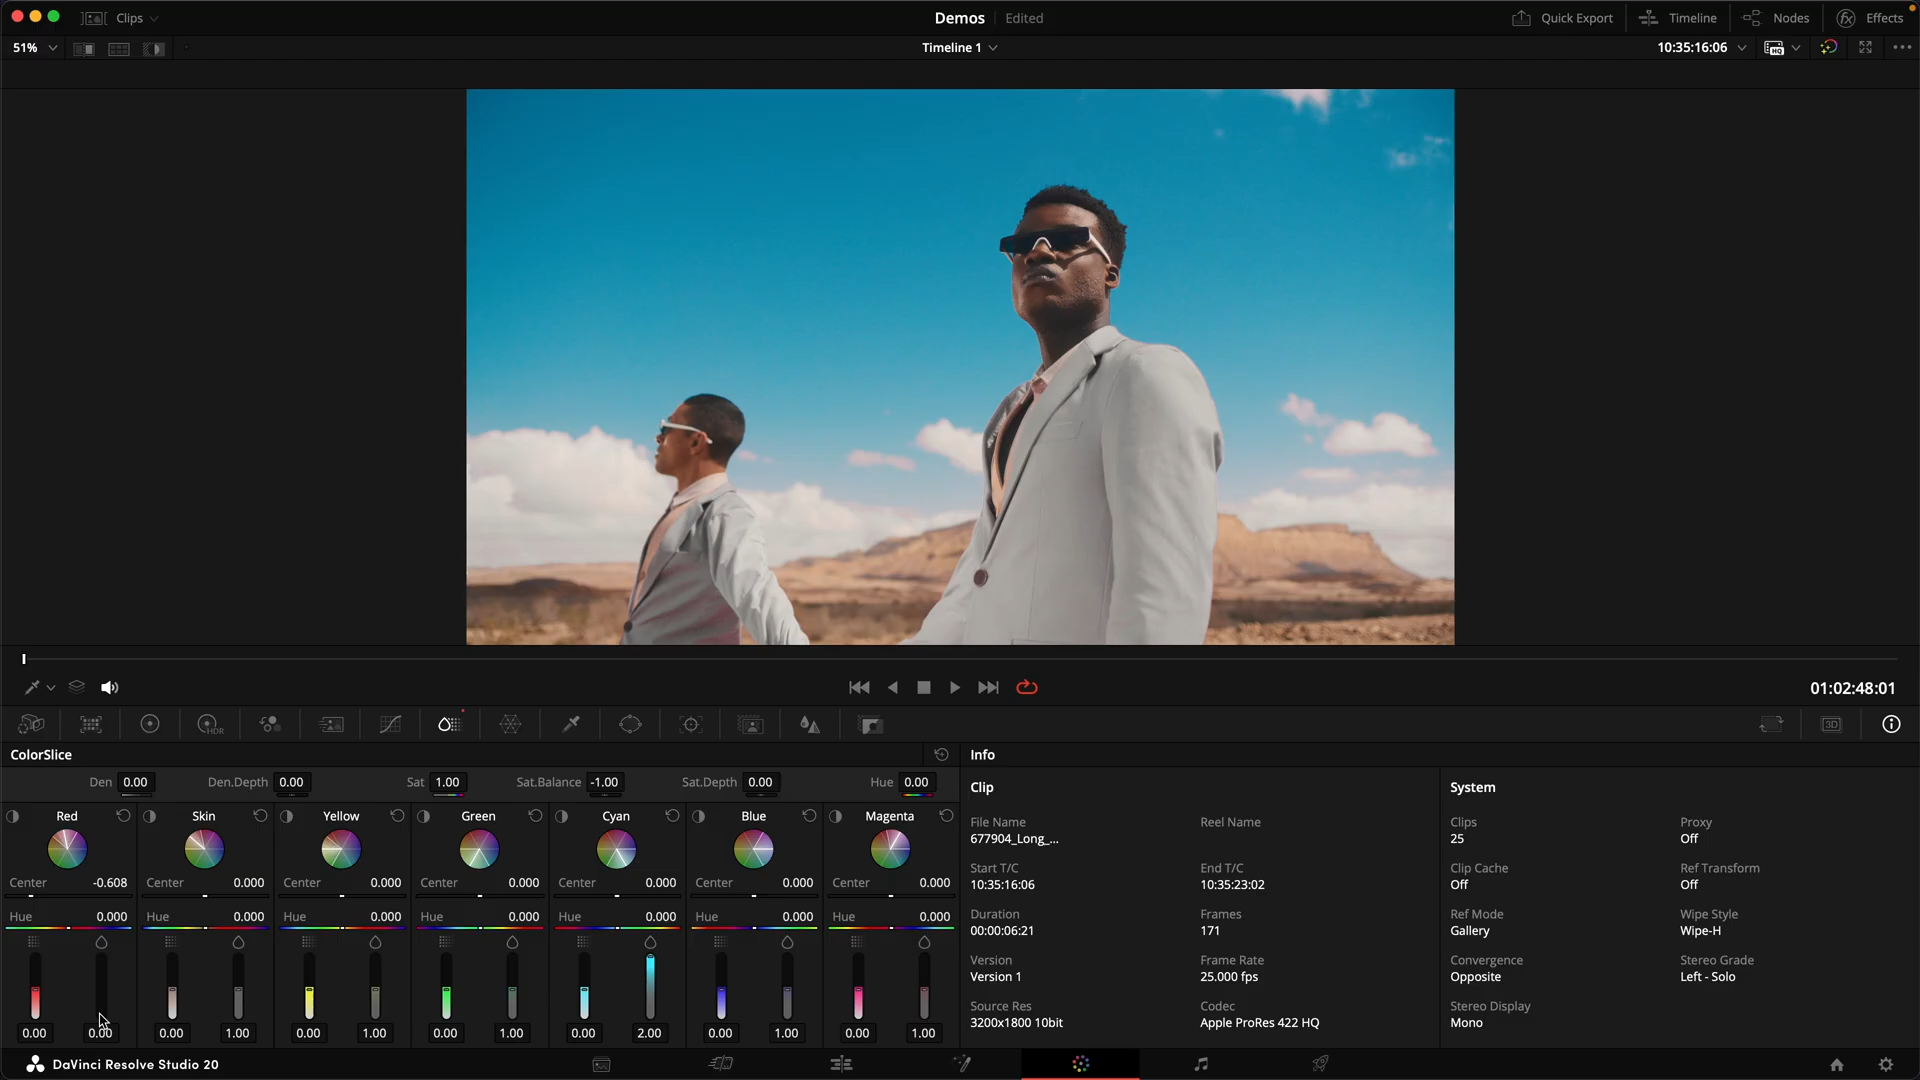 Clips
Demos Edited
Quick Export Timeline Nodes Effects
51% Timeline 1 10:35:16:06 HQ
01:02:48:01
HDR 3D
ColorSlice
Den 0.00 Den.Depth 0.00 Sat 1.00 Sat.Balance -1.00 Sat.Depth 0.00 Hue 0.00
Red Skin Yellow Green Cyan Blue Magenta
Center -0.608 Center 0.000 Center 0.000 Center 0.000 Center 0.000 Center 0.000 Center 0.000
Hue 0.000 Hue 0.000 Hue 0.000 Hue 0.000 Hue 0.000 Hue 0.000 Hue 0.000
0.00 0.00 0.00 1.00 0.00 1.00 0.00 1.00 0.00 2.00 0.00 1.00 0.00 1.00
Info
Clip
File Name Reel Name
677904_Long_...
Start T/C End T/C
10:35:16:06 10:35:23:02
Duration Frames
00:00:06:21 171
Version Frame Rate
Version 1 25.000 fps
Source Res Codec
3200x1800 10bit Apple ProRes 422 HQ
System
Clips Proxy
25 Off
Clip Cache Ref Transform
Off Off
Ref Mode Wipe Style
Gallery Wipe-H
Convergence Stereo Grade
Opposite Left - Solo
Stereo Display
Mono
DaVinci Resolve Studio 20